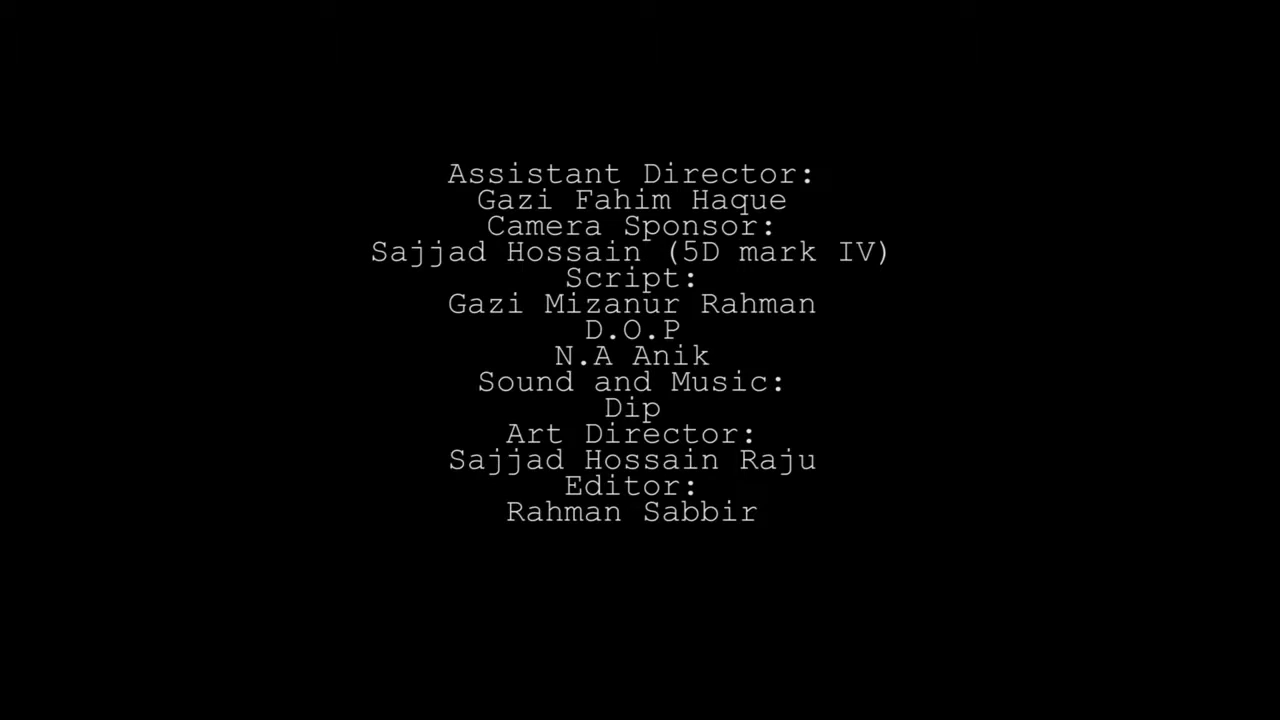 Assistant Director:
Gazi Fahim Haque
Camera Sponsor:
Sajjad Hossain (5D mark IV)
Script:
Gazi Mizanur Rahman
D.O.P
N.A Anik
Sound and Music:
Dip
Art Director:
Sajjad Hossain Raju
Editor:
Rahman Sabbir